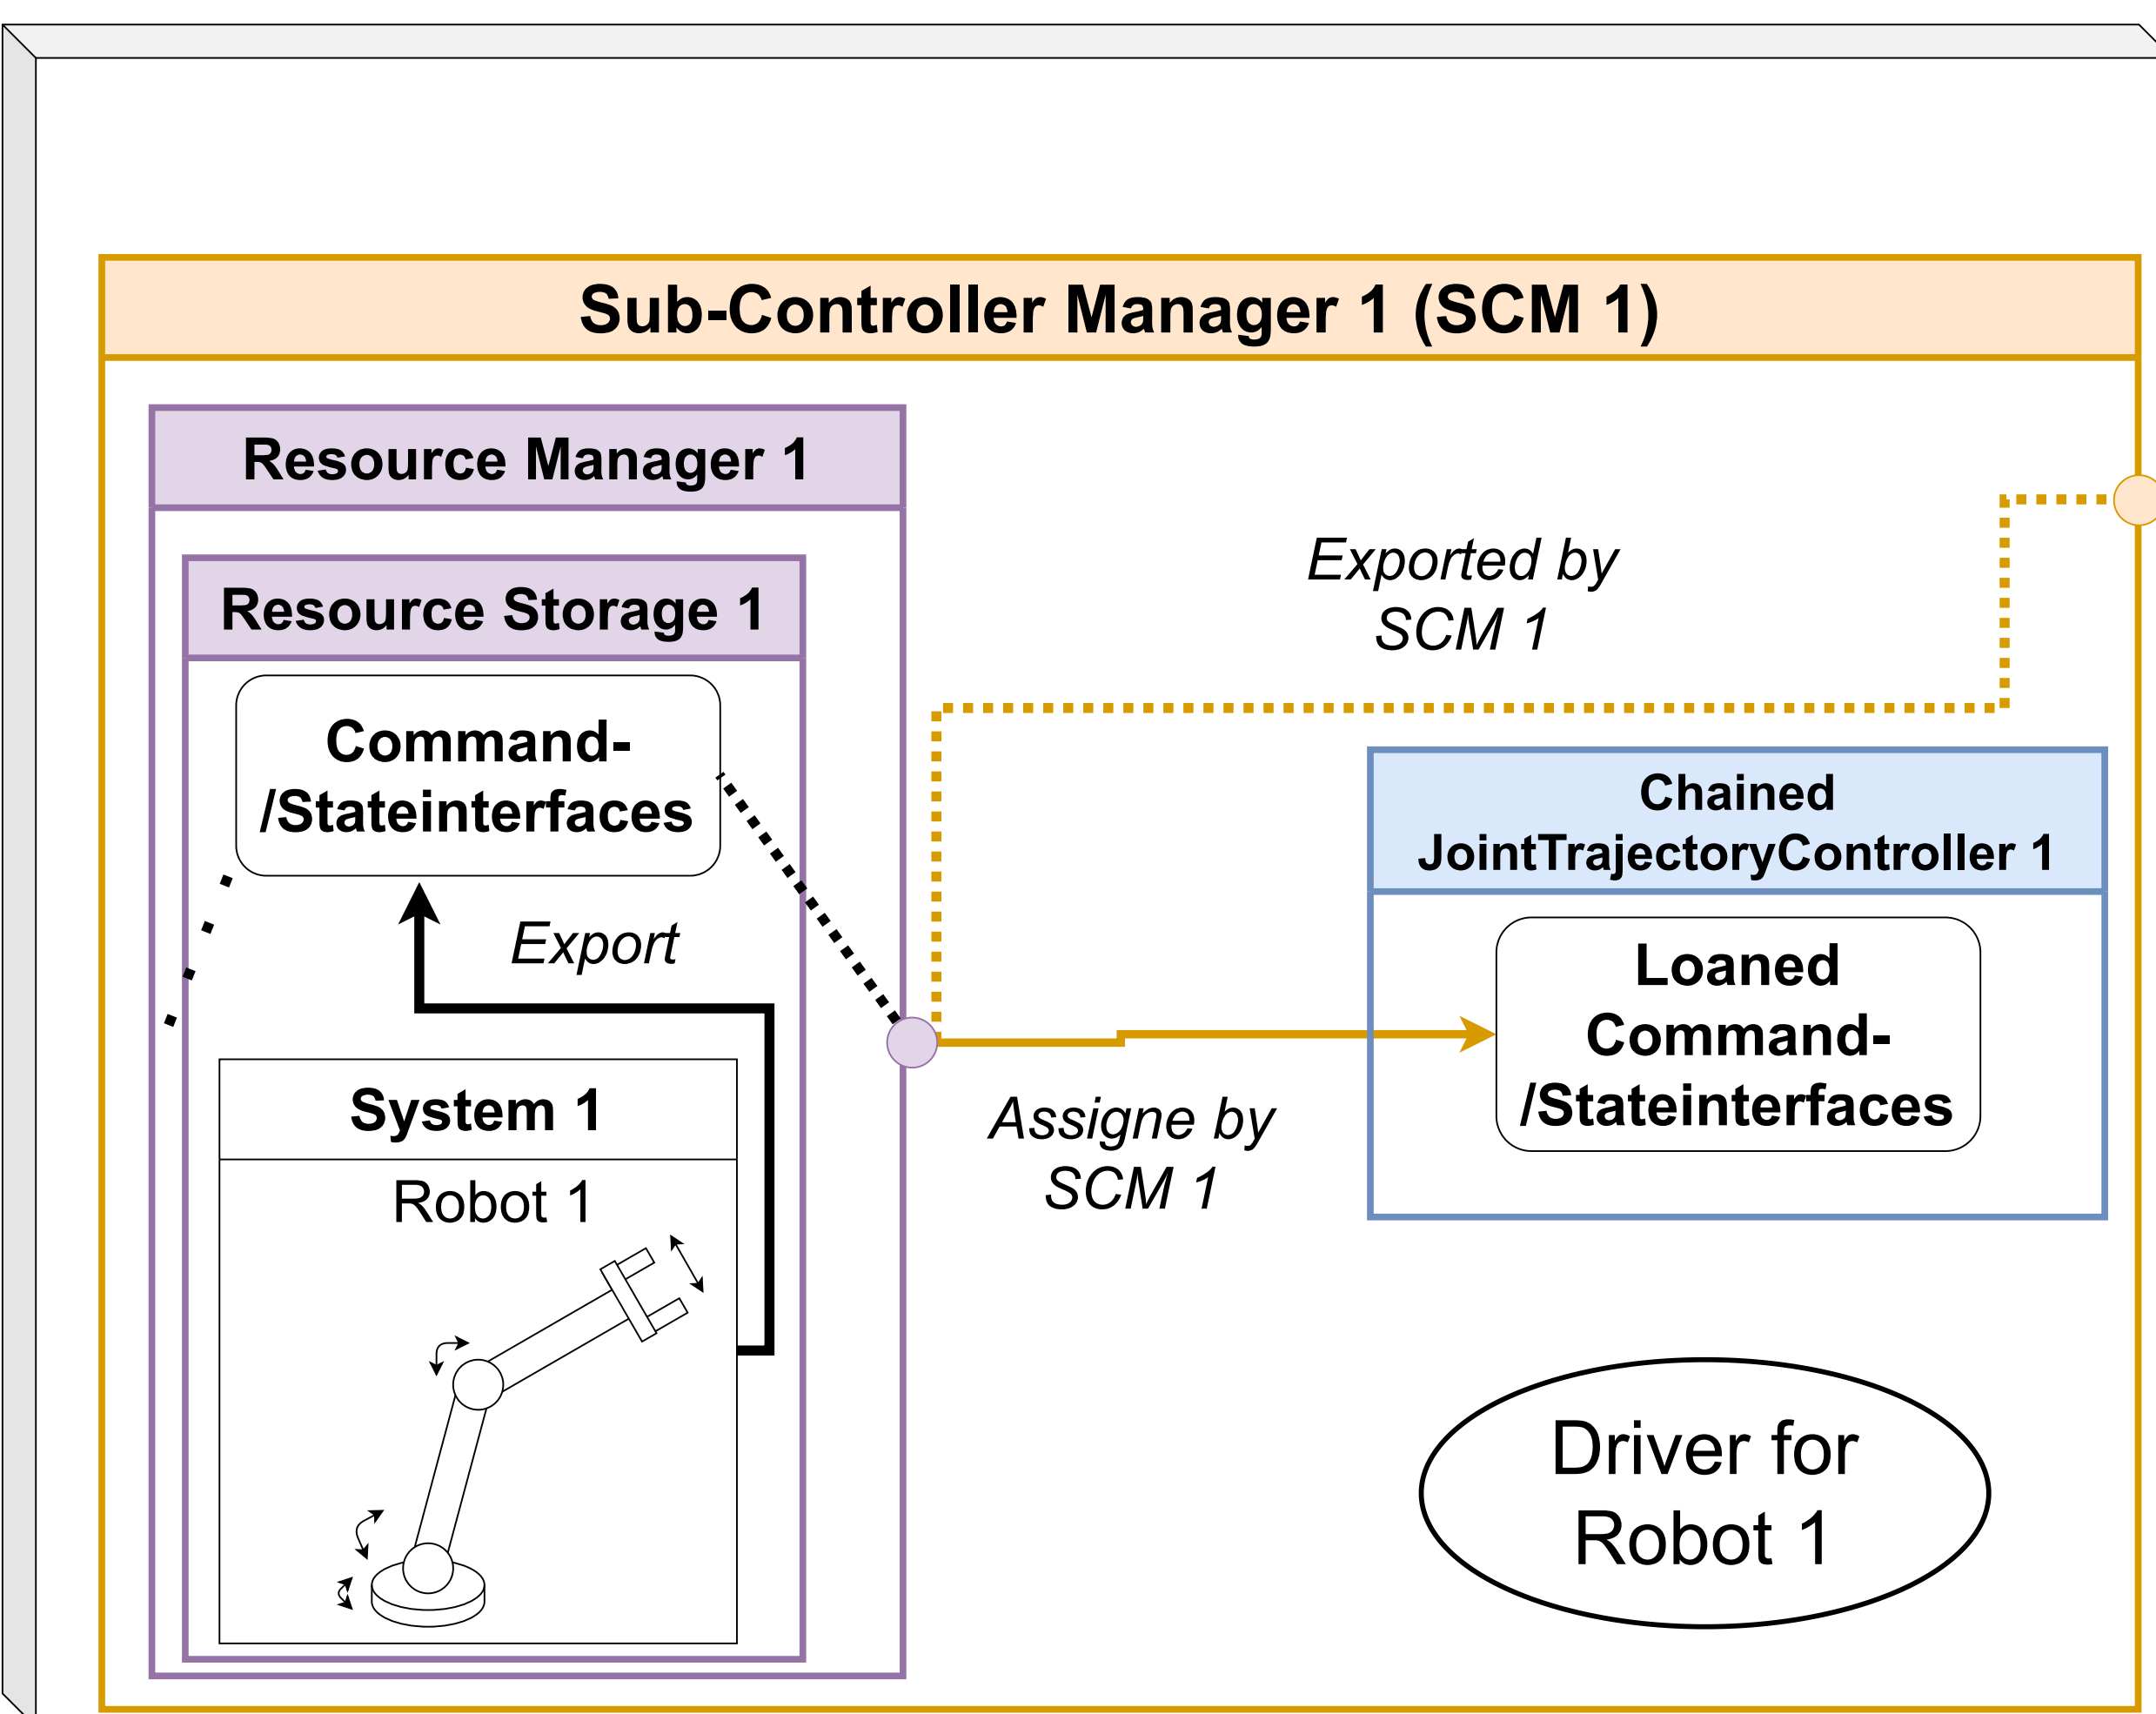 Sub-Controller Manager 1 (SCM 1)
Resource Manager 1
Resource Storage 1
Command-
/Stateinterfaces
Export
System 1
Robot 1
Exported by
SCM 1
Assigne by
SCM 1
Chained
JointTrajectoryController 1
Loaned
Command-
/Stateinterfaces
Driver for
Robot 1